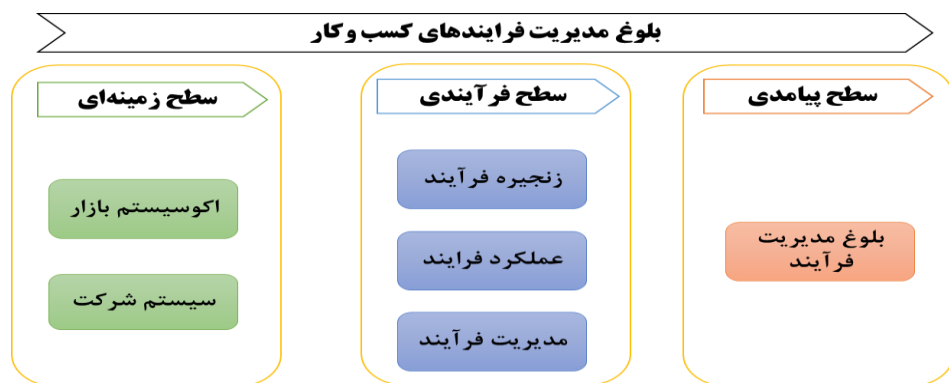 بلوغ مدیریت فرایندهای کسب وکار
سطح زمینه‌ای
اکوسیستم بازار
سیستم شرکت
سطح فرآیندی
زنجیره فرآیند
عملکرد فرایند
مدیریت فرآیند
سطح پیامدی
بلوغ مدیریت
فرآیند